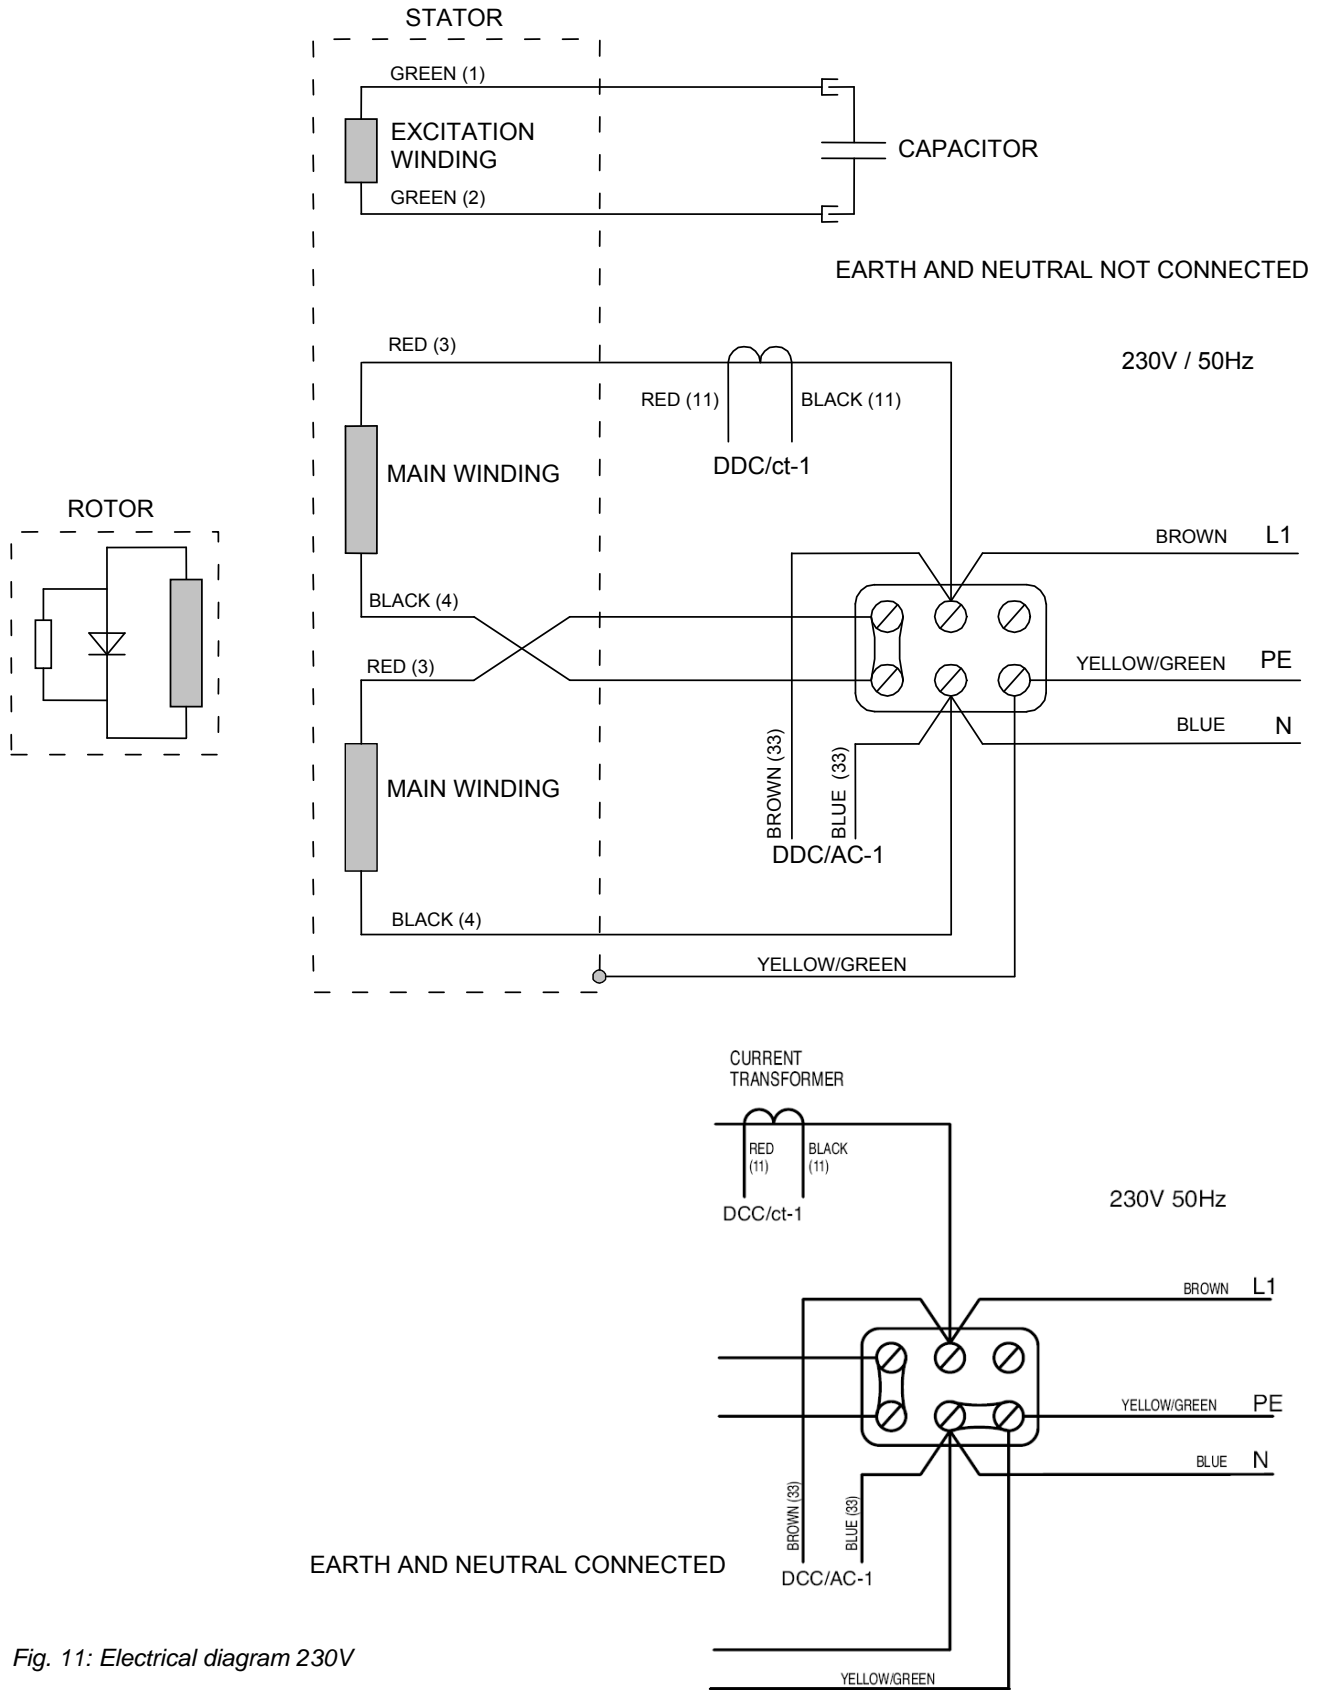 STATOR
GREEN (1)
EXCITATION
WINDING
CAPACITOR
GREEN (2)
EARTH AND NEUTRAL NOT CONNECTED
RED (3)
230V / 50Hz
RED (11)
BLACK (11)
DDC/ct-1
MAIN WINDING
ROTOR
BROWN
L1
BLACK (4)
RED (3)
YELLOW/GREEN
PE
BLUE
N
BROWN (33)
BLUE (33)
MAIN WINDING
DDC/AC-1
BLACK (4)
YELLOW/GREEN
CURRENT
TRANSFORMER
RED
(11)
BLACK
(11)
DCC/ct-1
230V 50Hz
BROWN
L1
YELLOW/GREEN
PE
BLUE
N
BROWN (33)
BLUE (33)
EARTH AND NEUTRAL CONNECTED
DCC/AC-1
Fig. 11: Electrical diagram 230V
YELLOW/GREEN